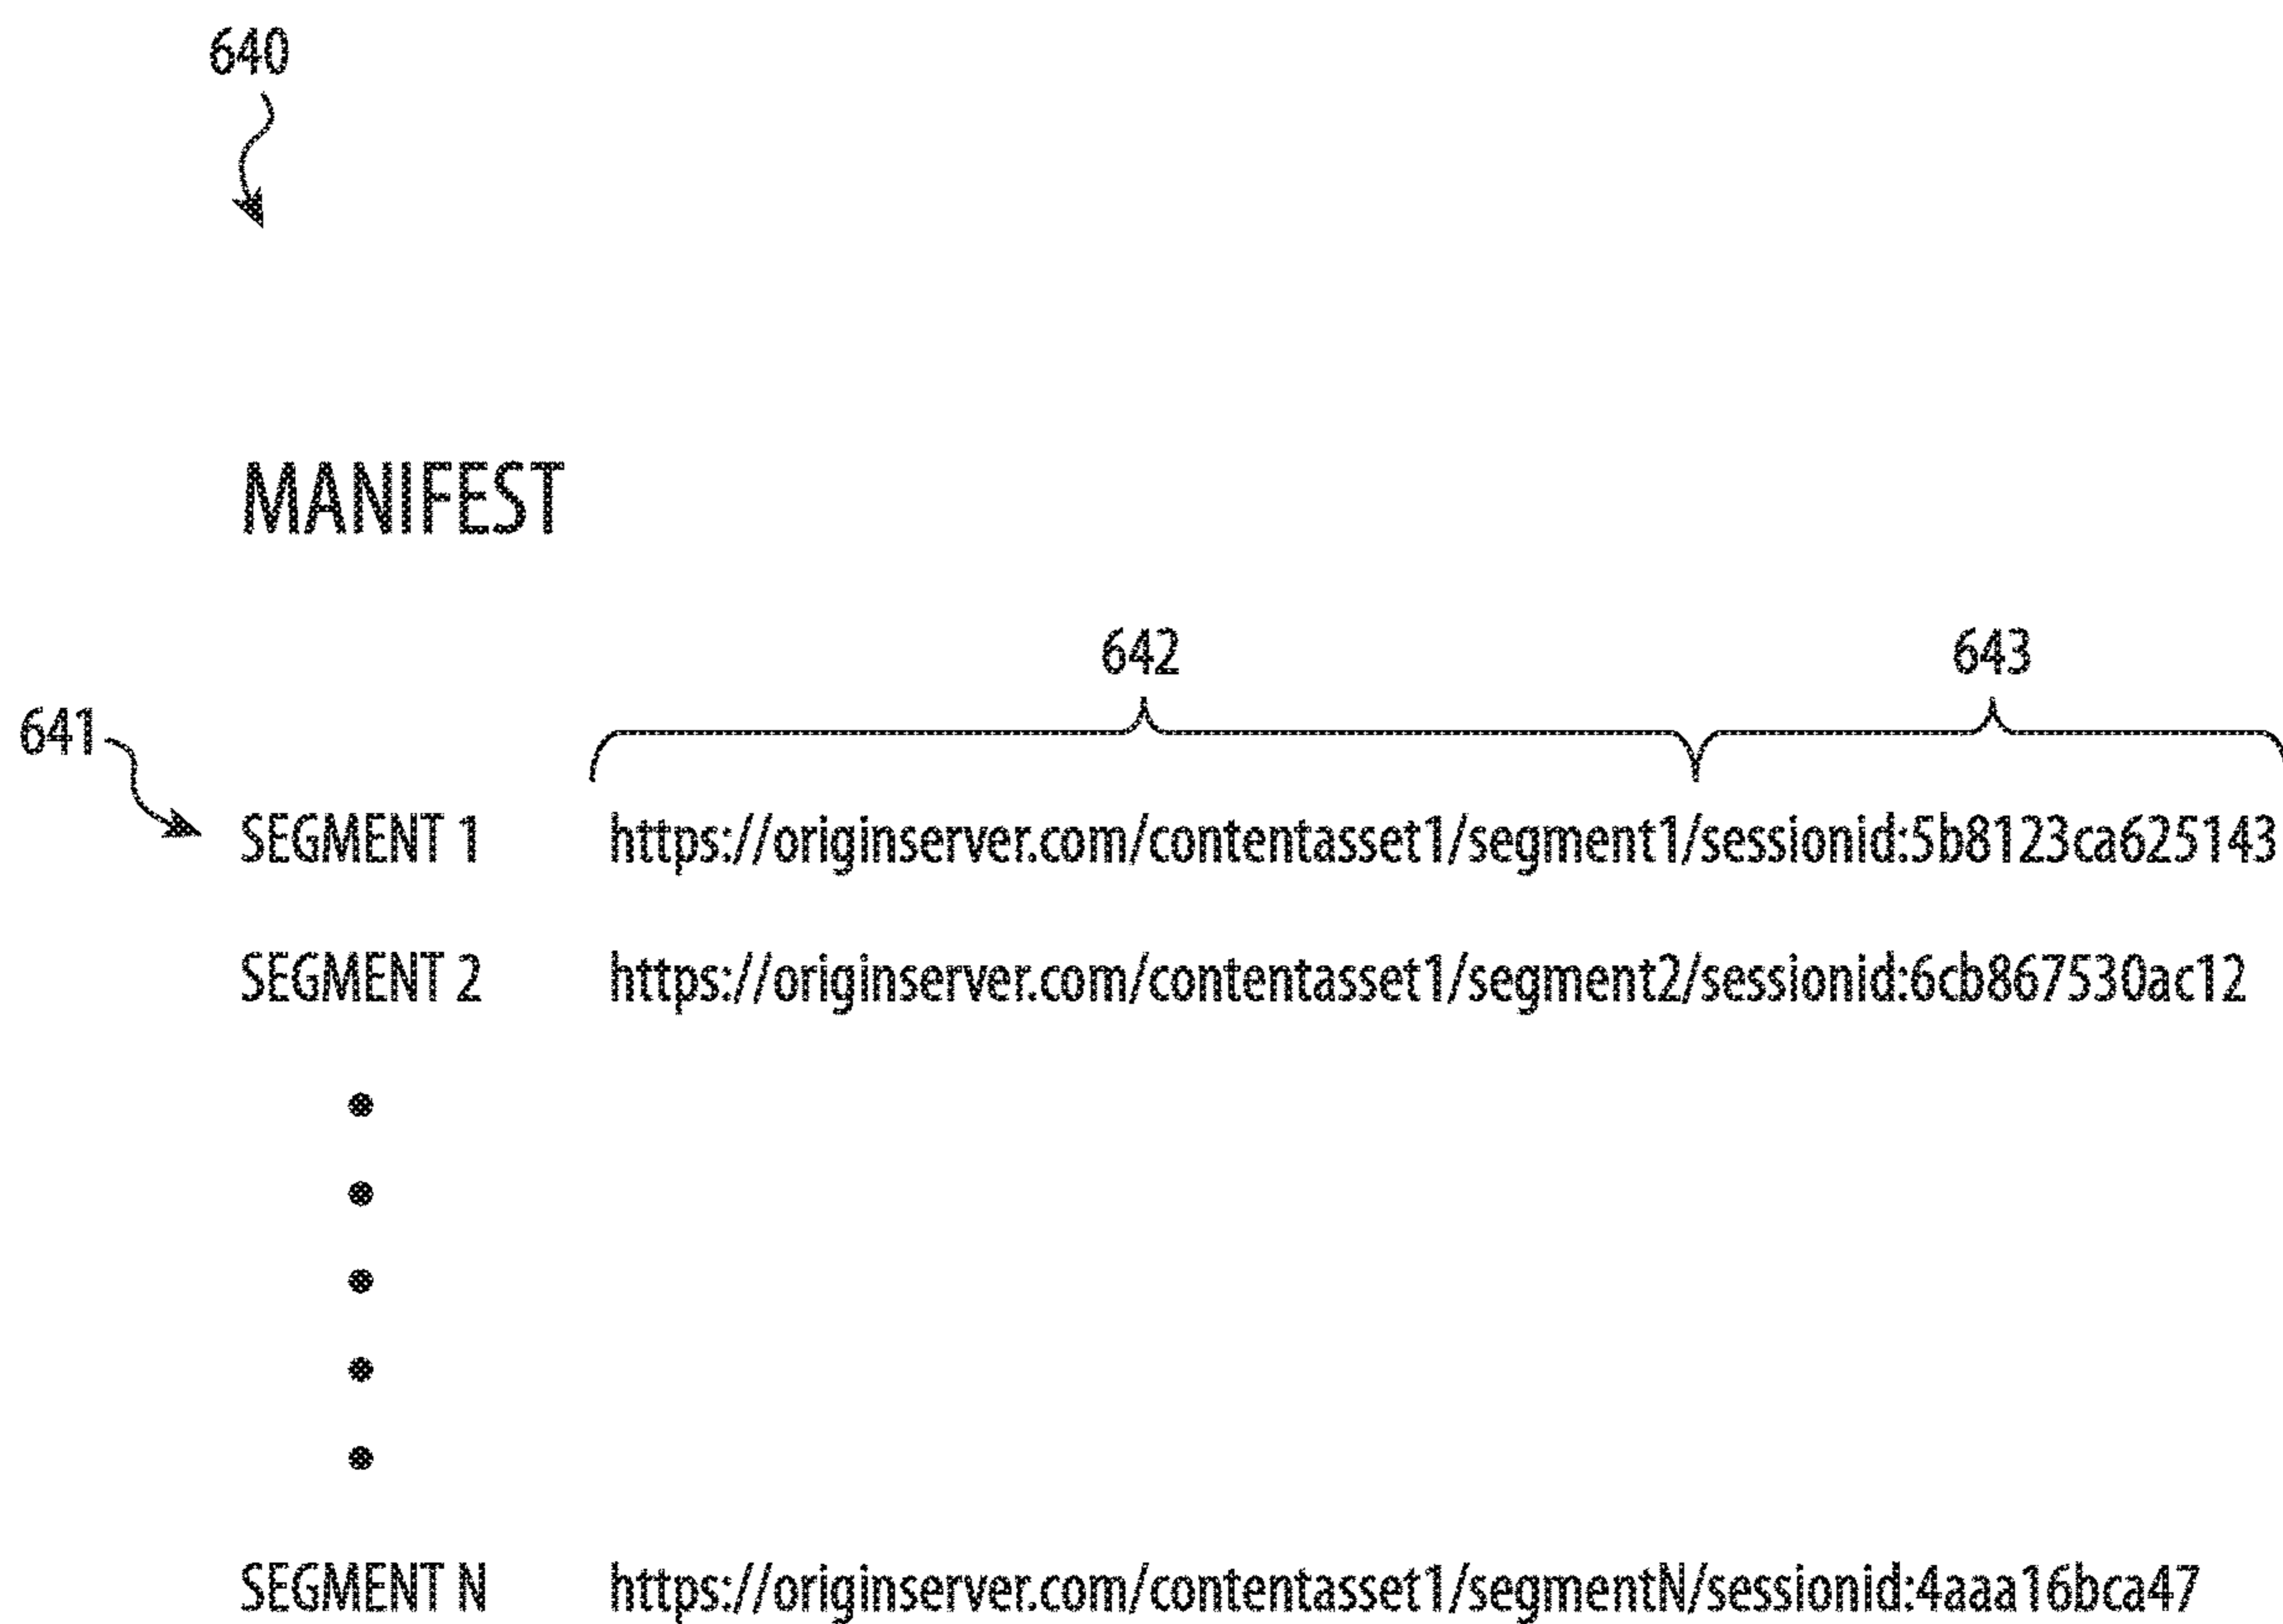 640
MANIFEST
642 643
641
SEGMENT 1 https://originserver.com/contentasset1/segment1/sessionid:5b8123ca625143
SEGMENT 2 https://originserver.com/contentasset1/segment2/sessionid:6cb867530ac12
SEGMENT N https://originserver.com/contentasset1/segmentN/sessionid:4aaa16bca47